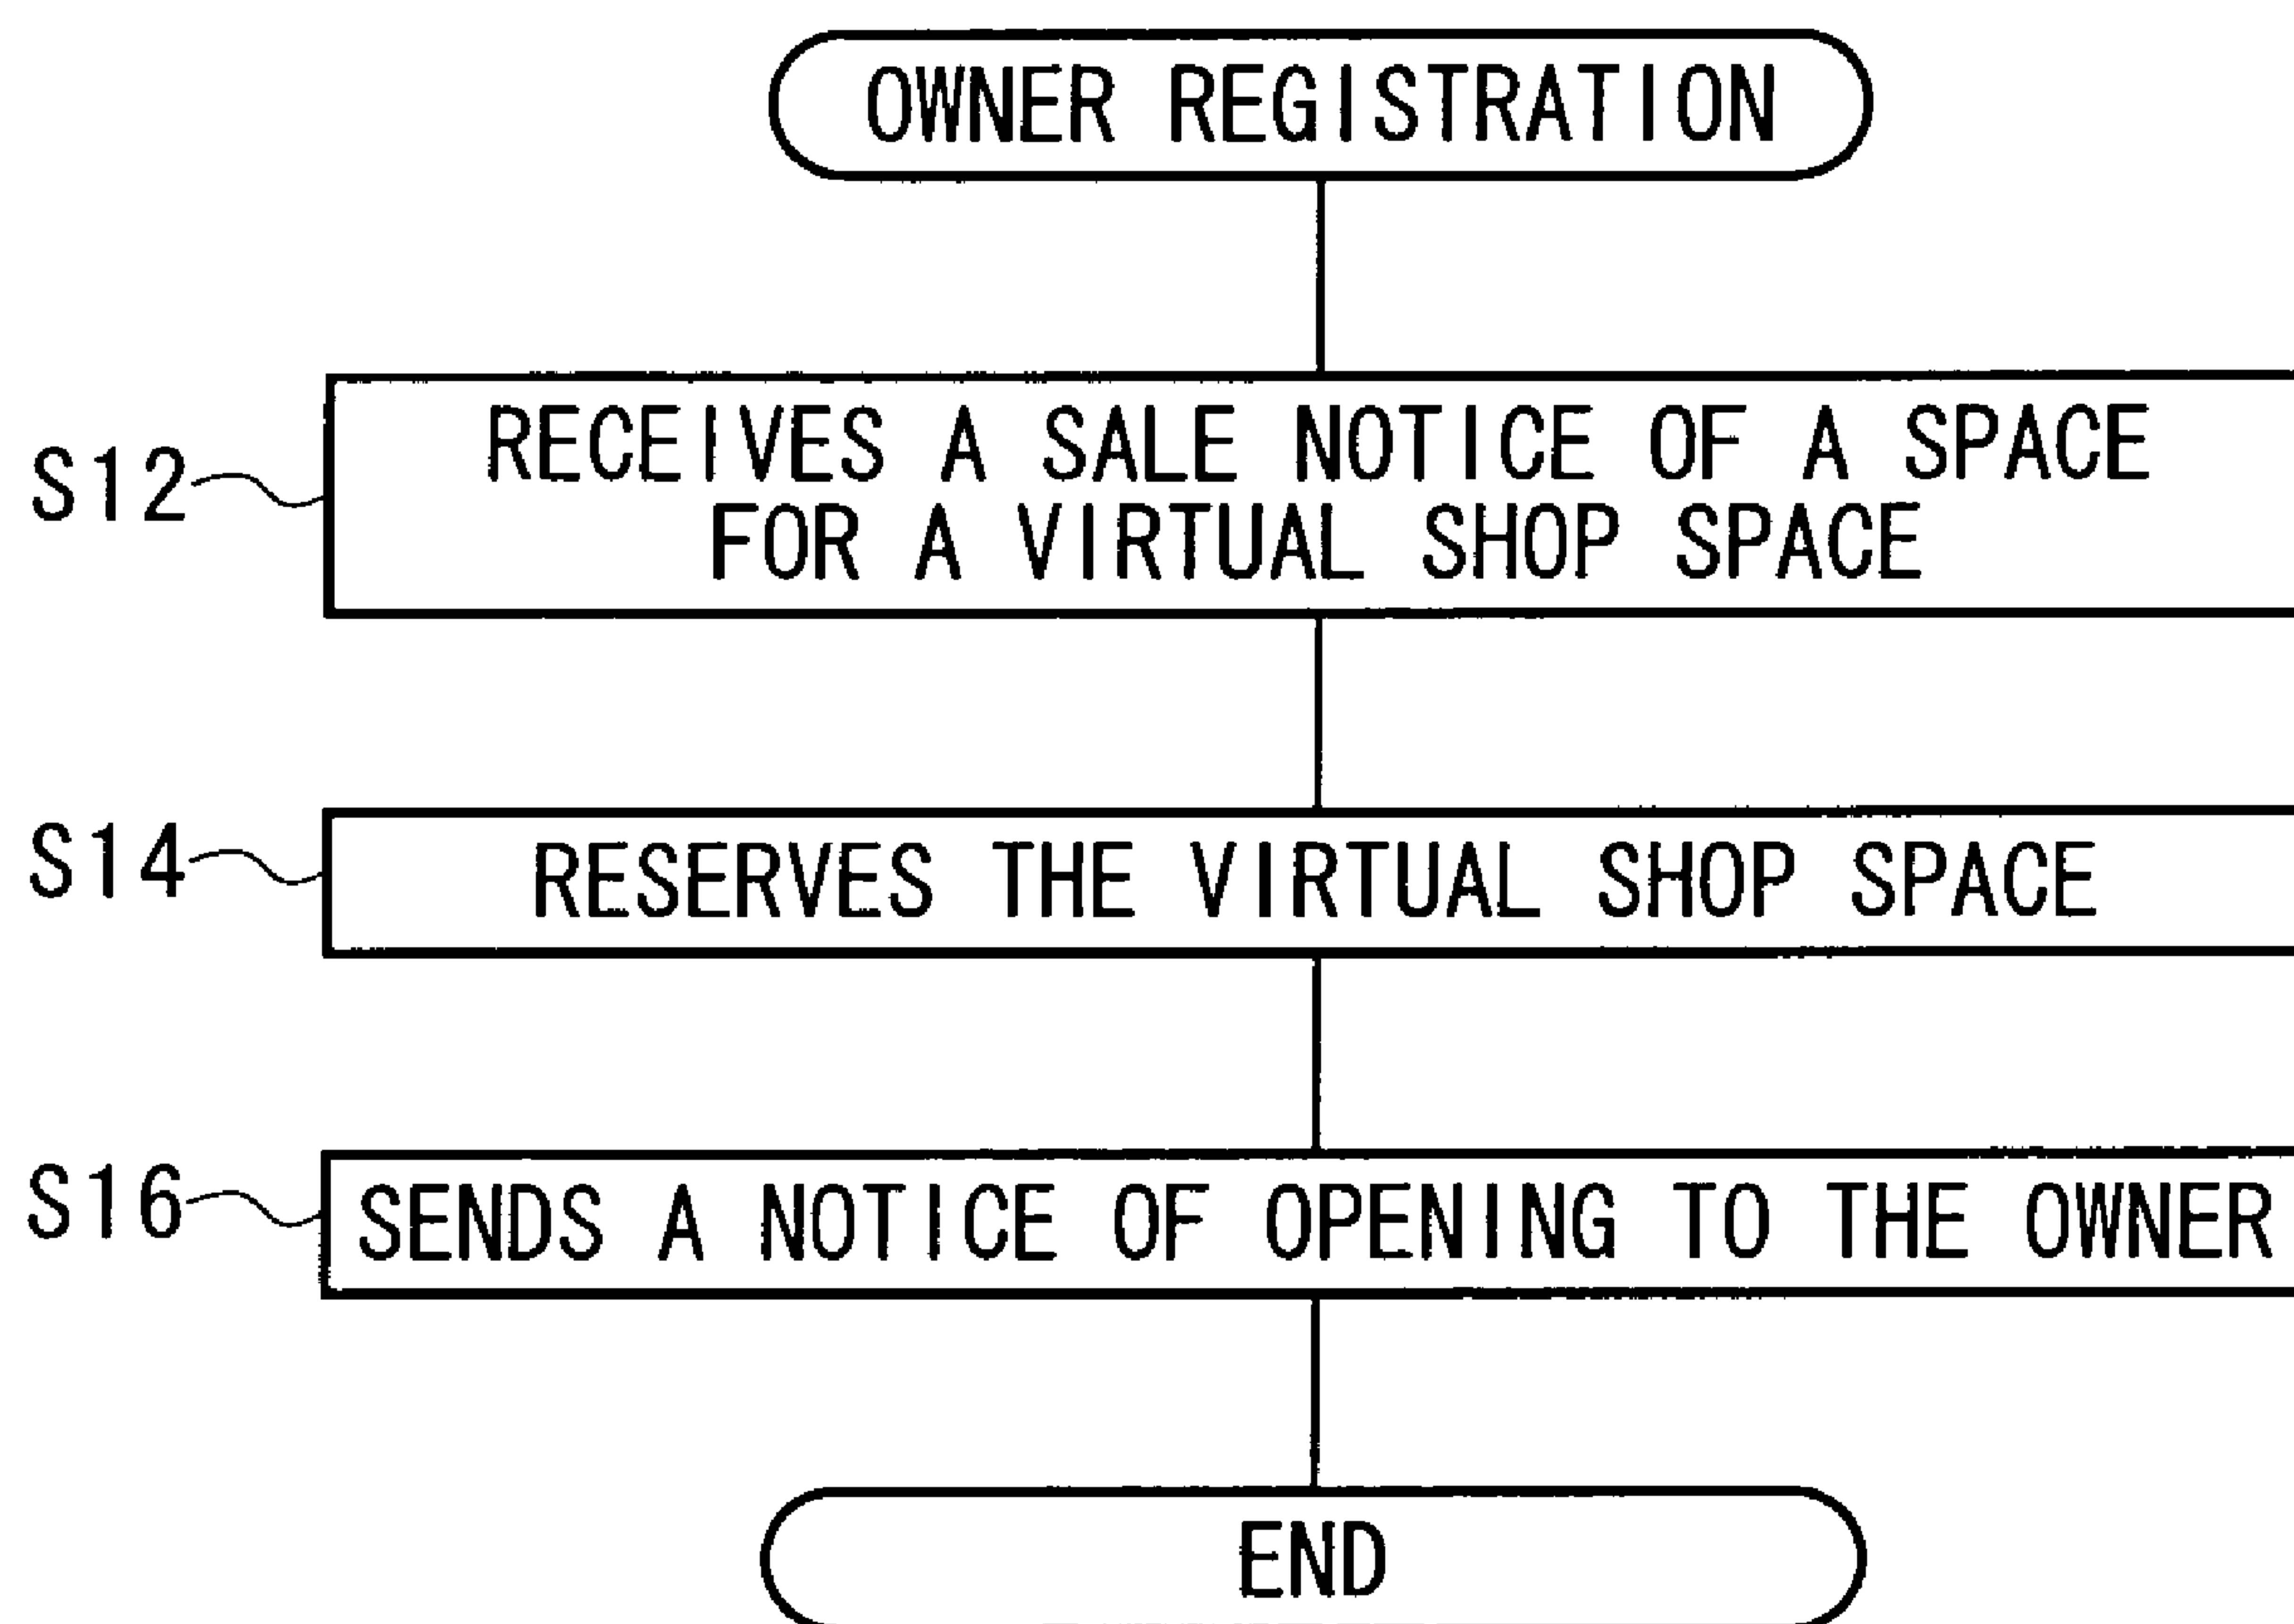 OWNER REGISTRATION
S12
RECEIVES A SALE NOTICE OF A SPACE
FOR A VIRTUAL SHOP SPACE
S14
RESERVES THE VIRTUAL SHOP SPACE
S16
SENDS A NOTICE OF OPENING TO THE OWNER
END